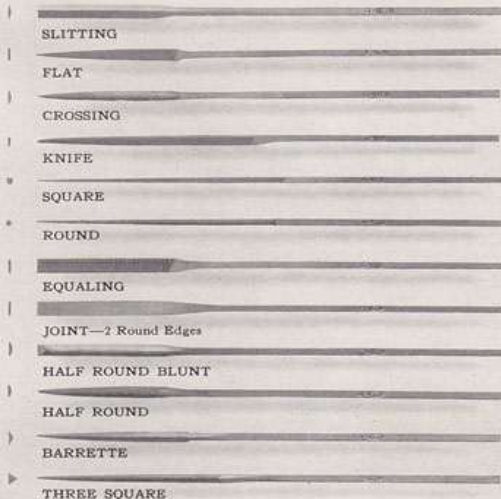 SLITTING
FLAT
CROSSING
KNIFE
SQUARE
ROUND
EQUALING
JOINT—2 Round Edges
HALF ROUND BLUNT
HALF ROUND
BARRETTE
THREE SQUARE